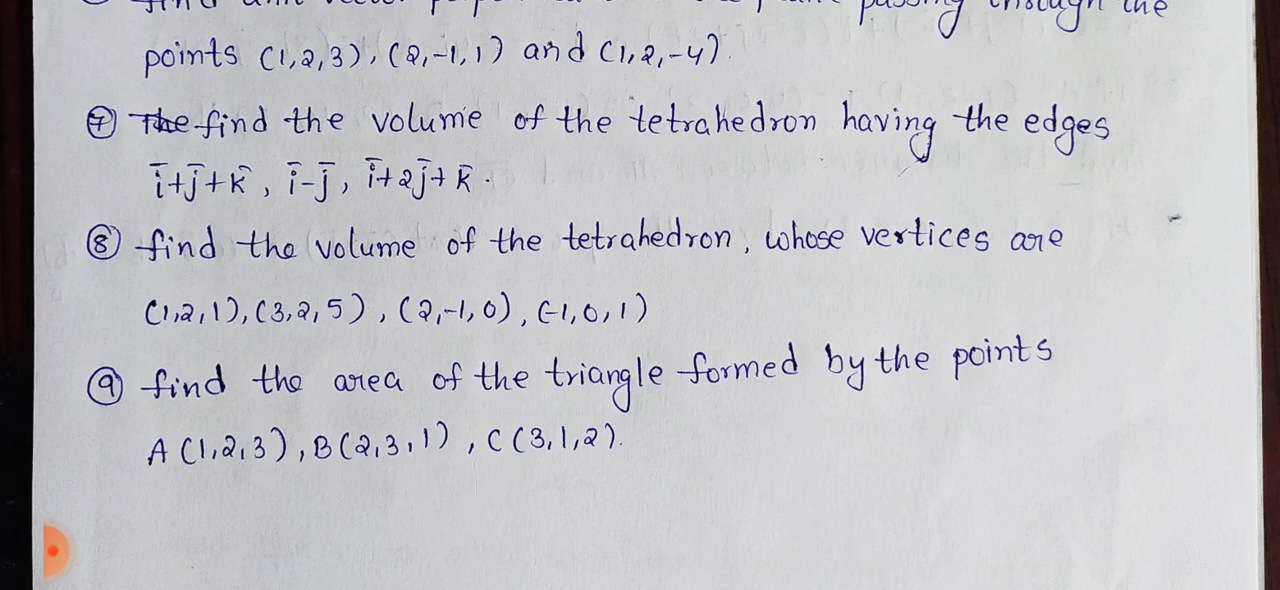 points (1,2,3), (2,-1,1) and (1,2,-4).
⑦ The find the volume of the tetrahedron having the edges
i̅+j̅+k̅, i̅-j̅, i̅+2j̅+k̅.
⑧ find the volume of the tetrahedron, whose vertices are
(1,2,1), (3,2,5), (2,-1,0), (-1,0,1)
⑨ find the area of the triangle formed by the points
A (1,2,3), B(2,3,1), C(3,1,2).